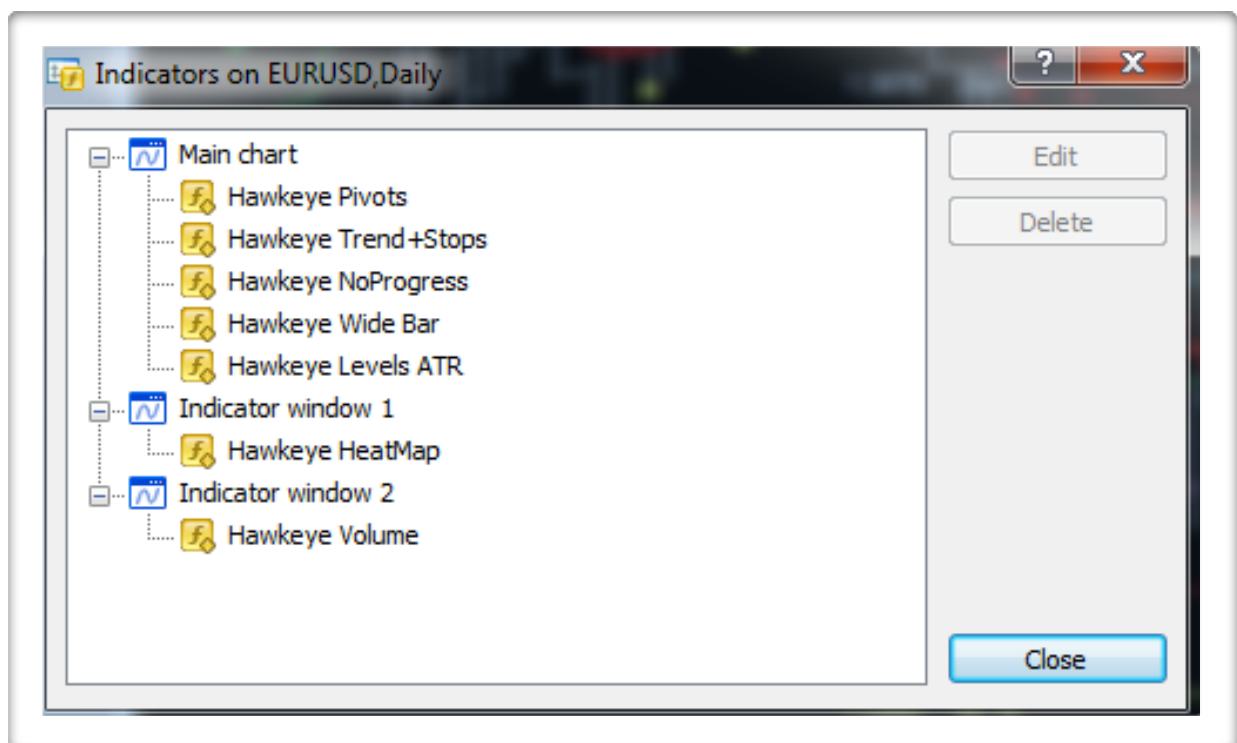 Indicators on EURUSD,Daily
Main chart
Hawkeye Pivots
Hawkeye Trend+Stops
Hawkeye NoProgress
Hawkeye Wide Bar
Hawkeye Levels ATR
Indicator window 1
Hawkeye HeatMap
Indicator window 2
Hawkeye Volume
Edit
Delete
Close